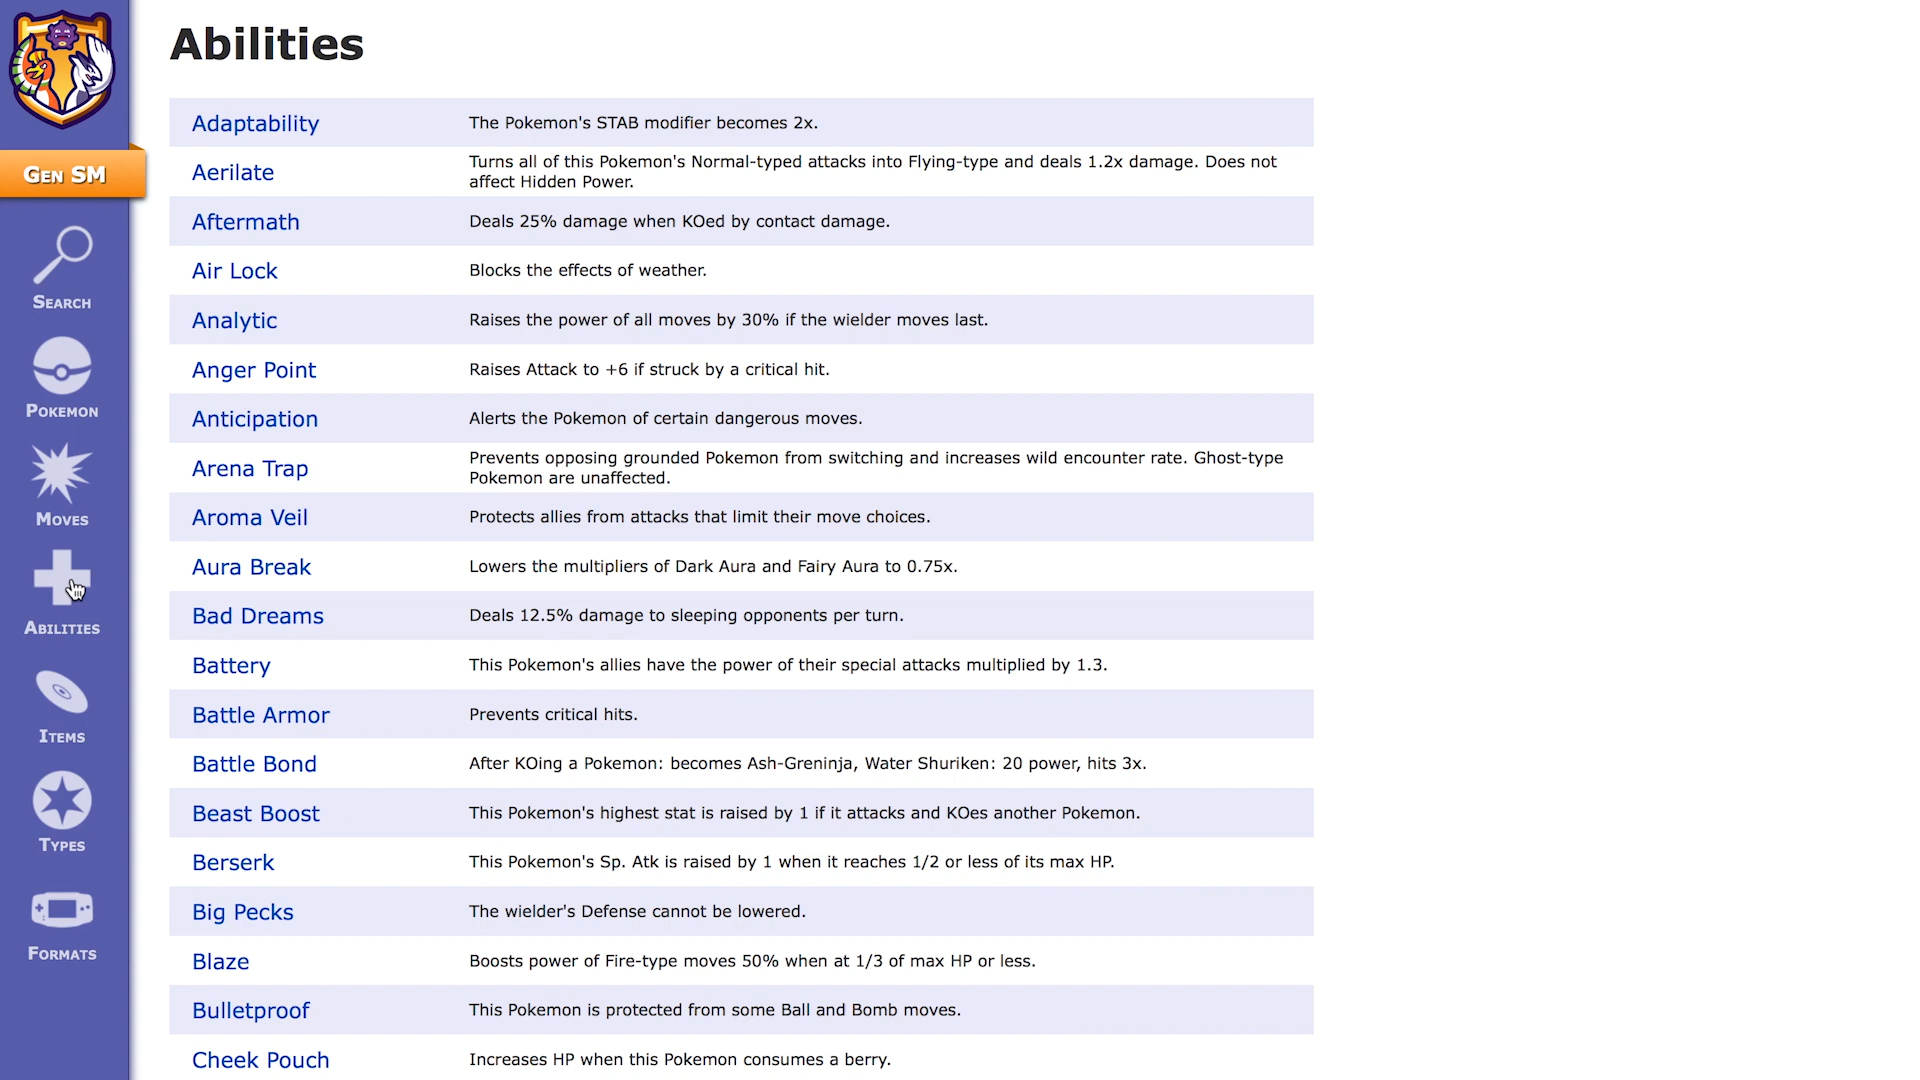 Abilities
GEN SM
SEARCH
POKEMON
MOVES
ABILITIES
ITEMS
TYPES
FORMATS
Adaptability The Pokemon's STAB modifier becomes 2x.
Aerilate Turns all of this Pokemon's Normal-typed attacks into Flying-type and deals 1.2x damage. Does not
affect Hidden Power.
Aftermath Deals 25% damage when KOed by contact damage.
Air Lock Blocks the effects of weather.
Analytic Raises the power of all moves by 30% if the wielder moves last.
Anger Point Raises Attack to +6 if struck by a critical hit.
Anticipation Alerts the Pokemon of certain dangerous moves.
Arena Trap Prevents opposing grounded Pokemon from switching and increases wild encounter rate. Ghost-type
Pokemon are unaffected.
Aroma Veil Protects allies from attacks that limit their move choices.
Aura Break Lowers the multipliers of Dark Aura and Fairy Aura to 0.75x.
Bad Dreams Deals 12.5% damage to sleeping opponents per turn.
Battery This Pokemon's allies have the power of their special attacks multiplied by 1.3.
Battle Armor Prevents critical hits.
Battle Bond After KOing a Pokemon: becomes Ash-Greninja, Water Shuriken: 20 power, hits 3x.
Beast Boost This Pokemon's highest stat is raised by 1 if it attacks and KOes another Pokemon.
Berserk This Pokemon's Sp. Atk is raised by 1 when it reaches 1/2 or less of its max HP.
Big Pecks The wielder's Defense cannot be lowered.
Blaze Boosts power of Fire-type moves 50% when at 1/3 of max HP or less.
Bulletproof This Pokemon is protected from some Ball and Bomb moves.
Cheek Pouch Increases HP when this Pokemon consumes a berry.